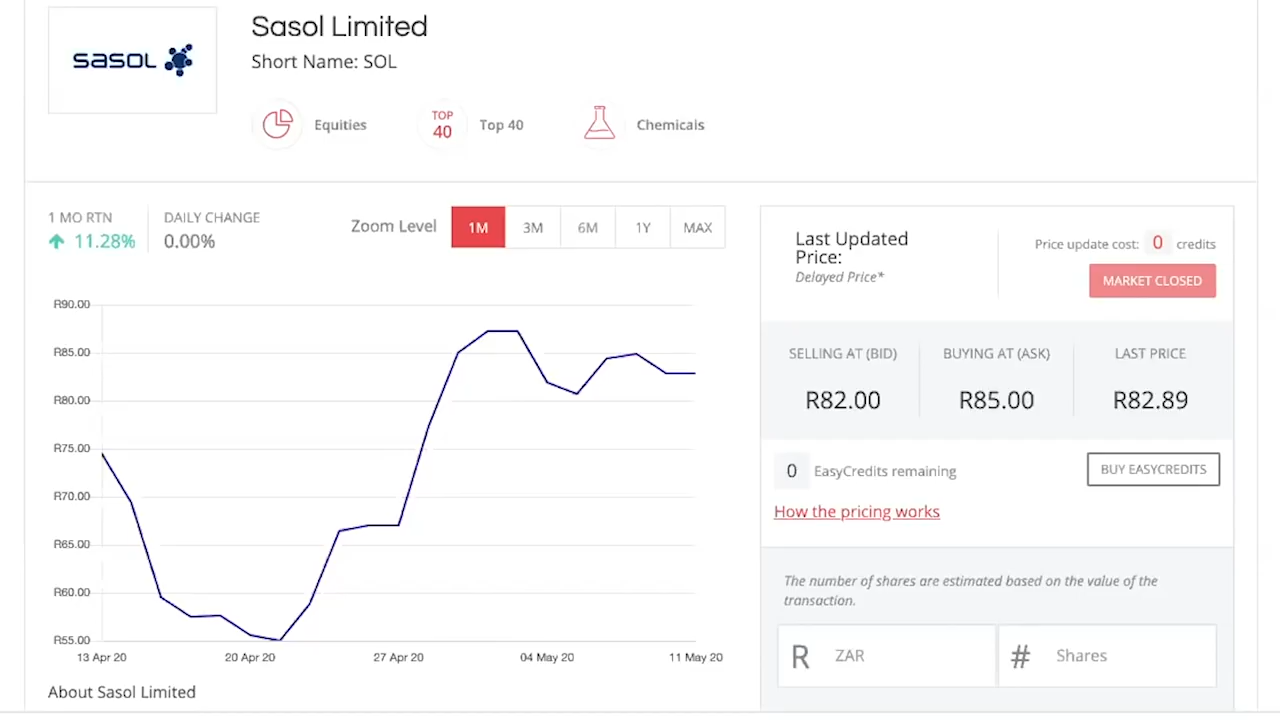 sasol
Sasol Limited
Short Name: SOL
Equities
TOP
40
Top 40
Chemicals
1 MO RTN
11.28%
DAILY CHANGE
0.00%
Zoom Level
1M
3M
6M
1Y
MAX
R90.00
R85.00
R80.00
R75.00
R70.00
R65.00
R60.00
R55.00
13 Apr 20
20 Apr 20
27 Apr 20
04 May 20
11 May 20
About Sasol Limited
Last Updated
Price:
Delayed Price*
Price update cost: 0 credits
MARKET CLOSED
SELLING AT (BID)
R82.00
BUYING AT (ASK)
R85.00
LAST PRICE
R82.89
0 EasyCredits remaining
BUY EASYCREDITS
How the pricing works
The number of shares are estimated based on the value of the
transaction.
R ZAR
# Shares